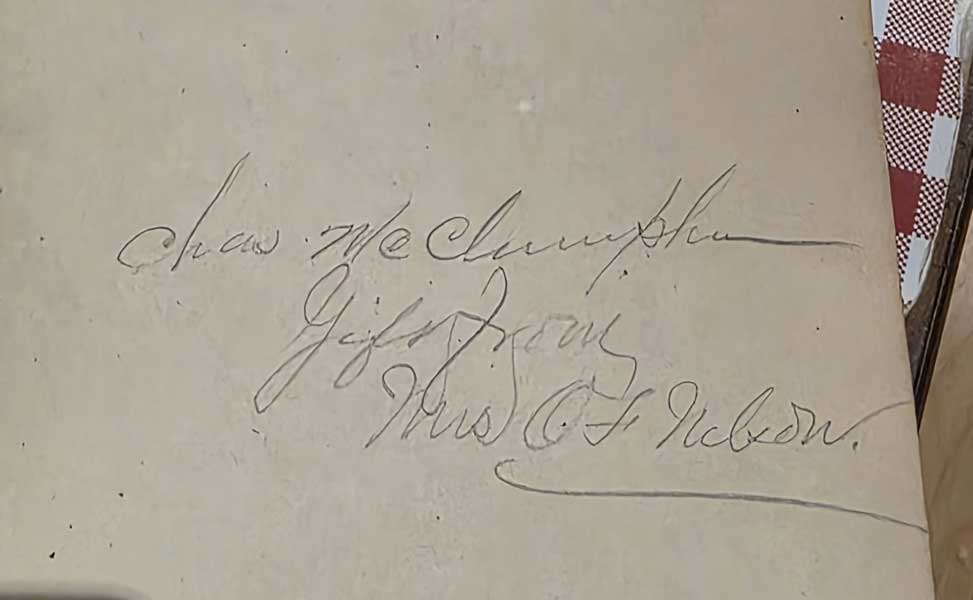 Chas McClumpha
Gift from
Mrs O. F. Nelson.